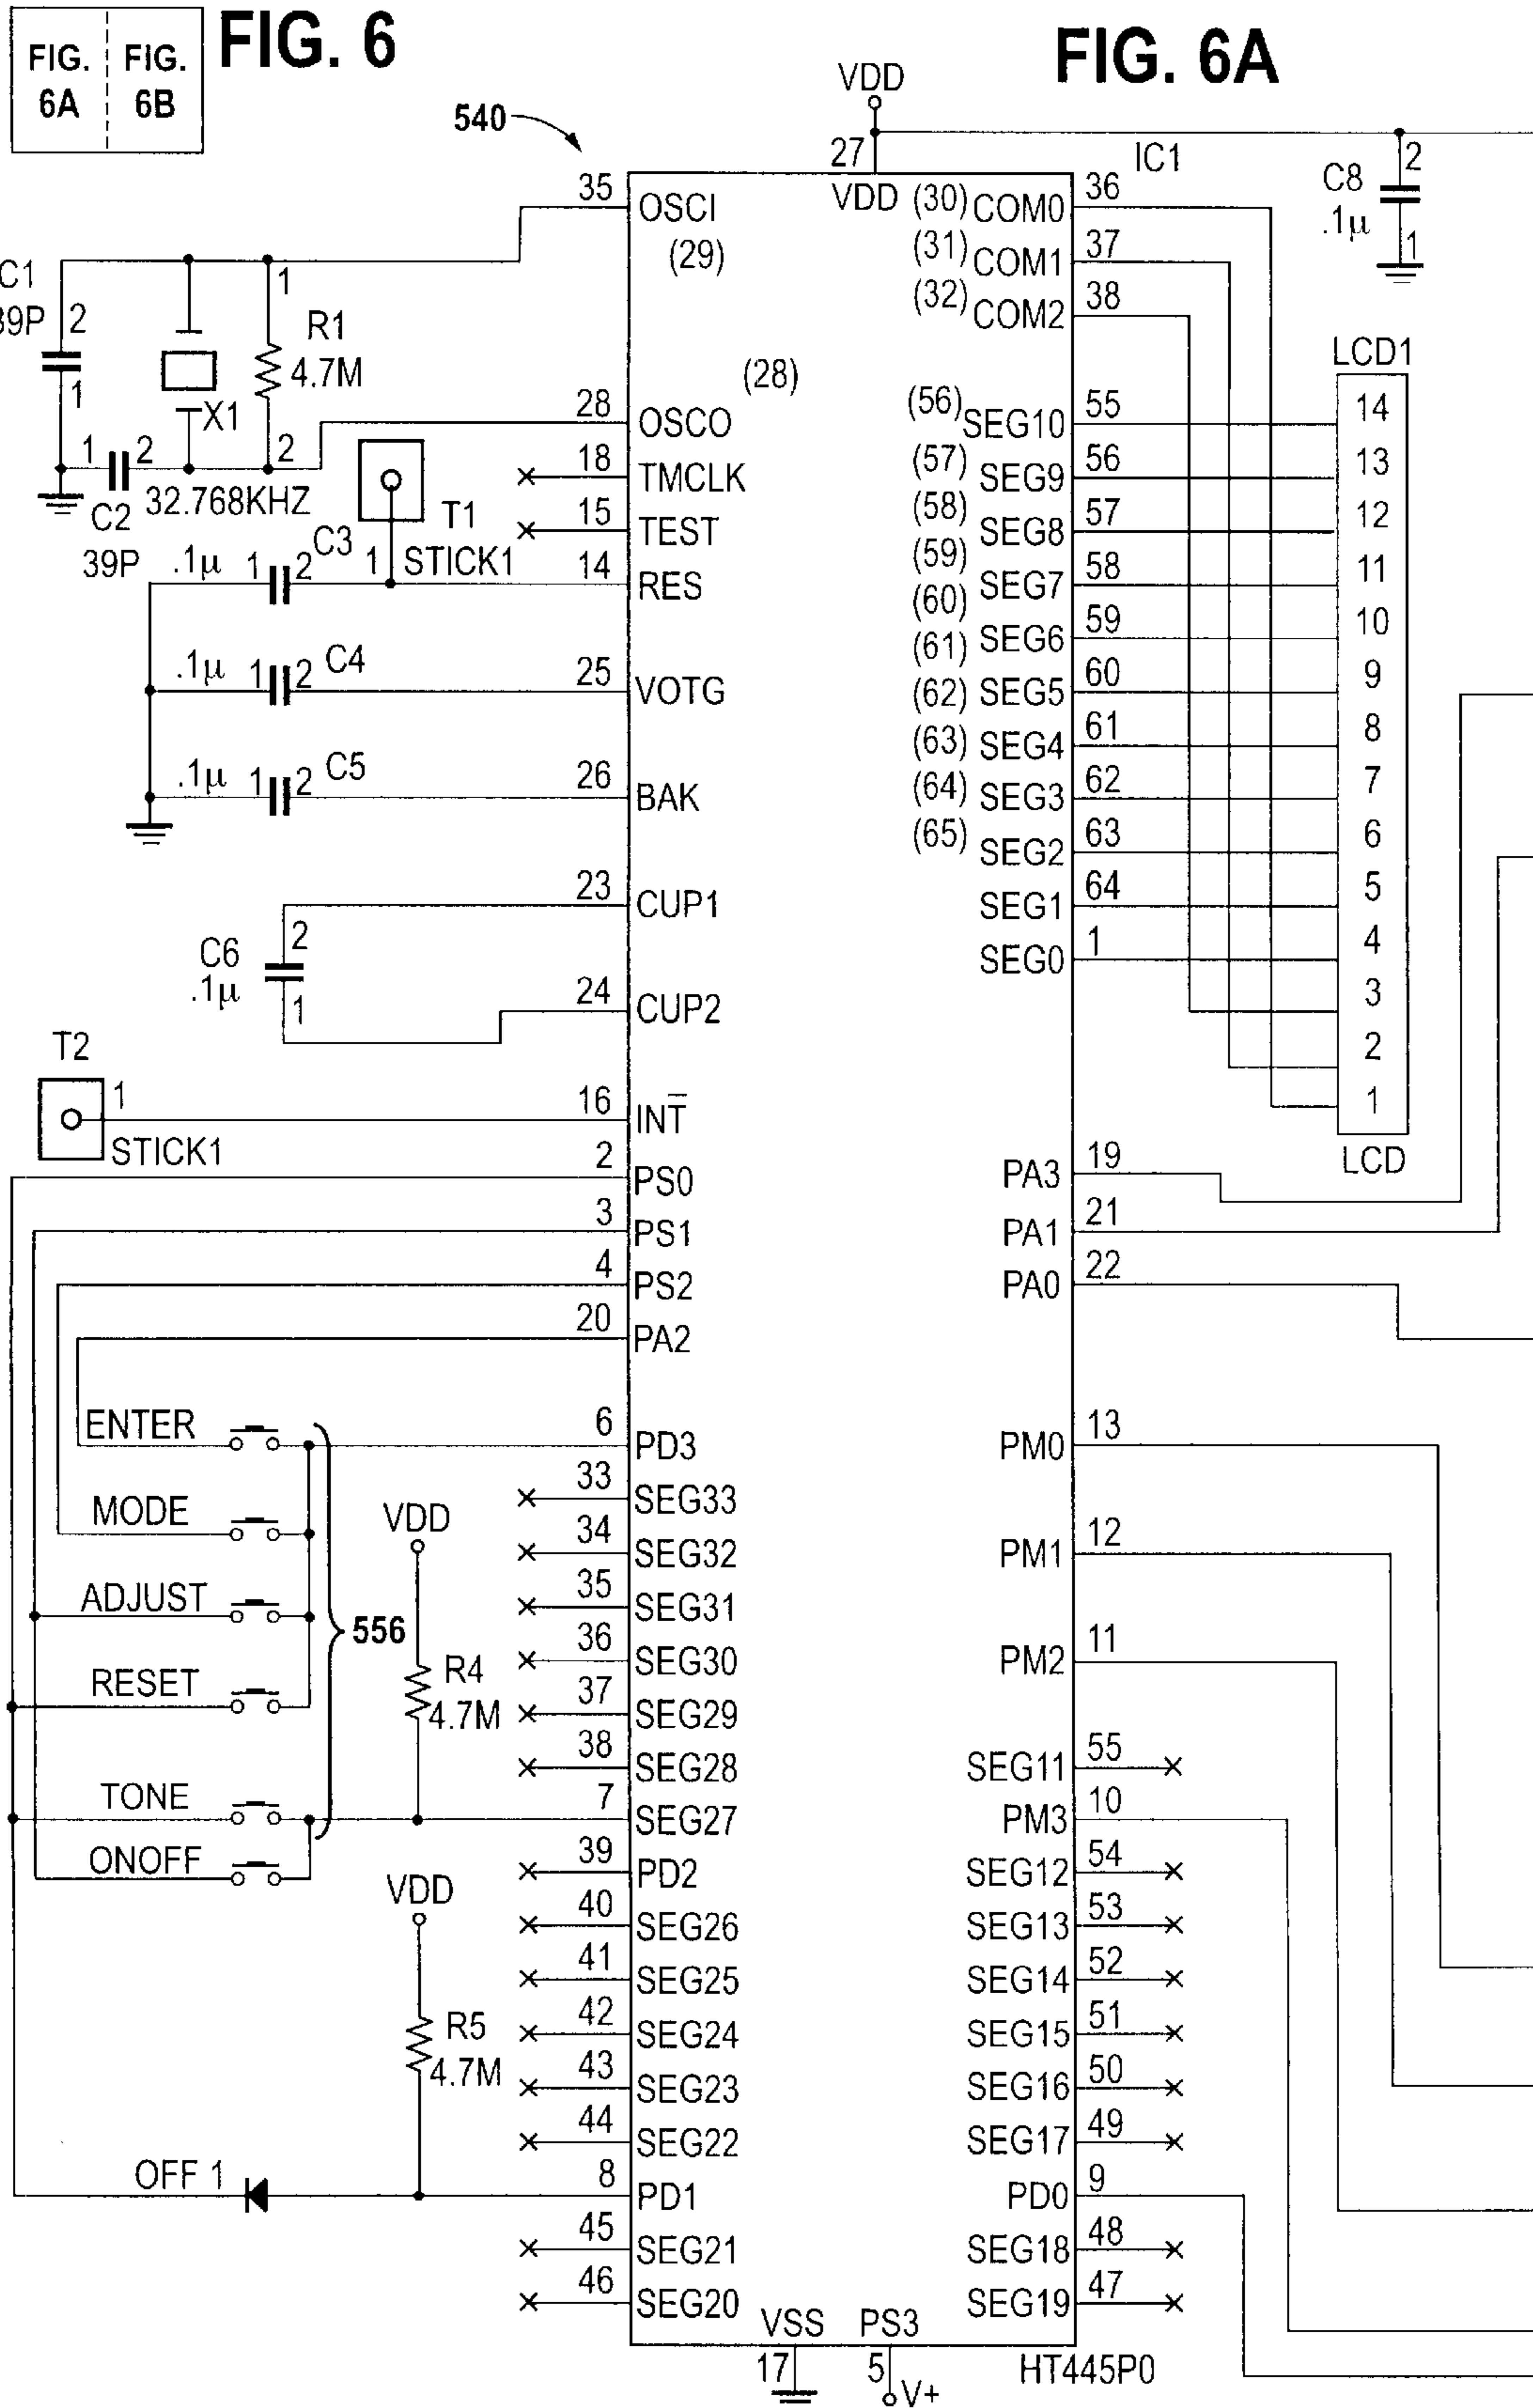 FIG. 6A
FIG. 6B
FIG. 6
FIG. 6A
540
VDD
27
VDD
IC1
C8
.1µ
2
1
35
OSCI
(29)
C1
39P
2
1
1
R1
4.7M
2
X1
32.768KHZ
1
2
C2
39P
(28)
28
OSCO
18
TMCLK
15
TEST
T1
STICK1
1
.1µ
1
2
C3
14
RES
.1µ
1
2
C4
25
VOTG
.1µ
1
2
C5
26
BAK
23
CUP1
C6
.1µ
2
1
24
CUP2
T2
1
STICK1
16
INT̅
2
PS0
3
PS1
4
PS2
20
PA2
ENTER
6
PD3
33
SEG33
MODE
34
SEG32
ADJUST
35
SEG31
556
36
SEG30
RESET
37
SEG29
38
SEG28
VDD
R4
4.7M
TONE
7
SEG27
ONOFF
39
PD2
VDD
40
SEG26
41
SEG25
R5
4.7M
42
SEG24
43
SEG23
44
SEG22
OFF 1
8
PD1
45
SEG21
46
SEG20
(30)
COM0
36
(31)
COM1
37
(32)
COM2
38
LCD1
(56)
SEG10
55
14
(57)
SEG9
56
13
(58)
SEG8
57
12
(59)
SEG7
58
11
(60)
SEG6
59
10
(61)
SEG5
60
9
(62)
SEG4
61
8
(63)
SEG3
62
7
(64)
SEG2
63
6
(65)
SEG1
64
5
SEG0
1
4
3
2
1
LCD
PA3
19
PA1
21
PA0
22
PM0
13
PM1
12
PM2
11
SEG11
55
PM3
10
SEG12
54
SEG13
53
SEG14
52
SEG15
51
SEG16
50
SEG17
49
PD0
9
SEG18
48
SEG19
47
VSS
PS3
17
5
V+
HT445P0